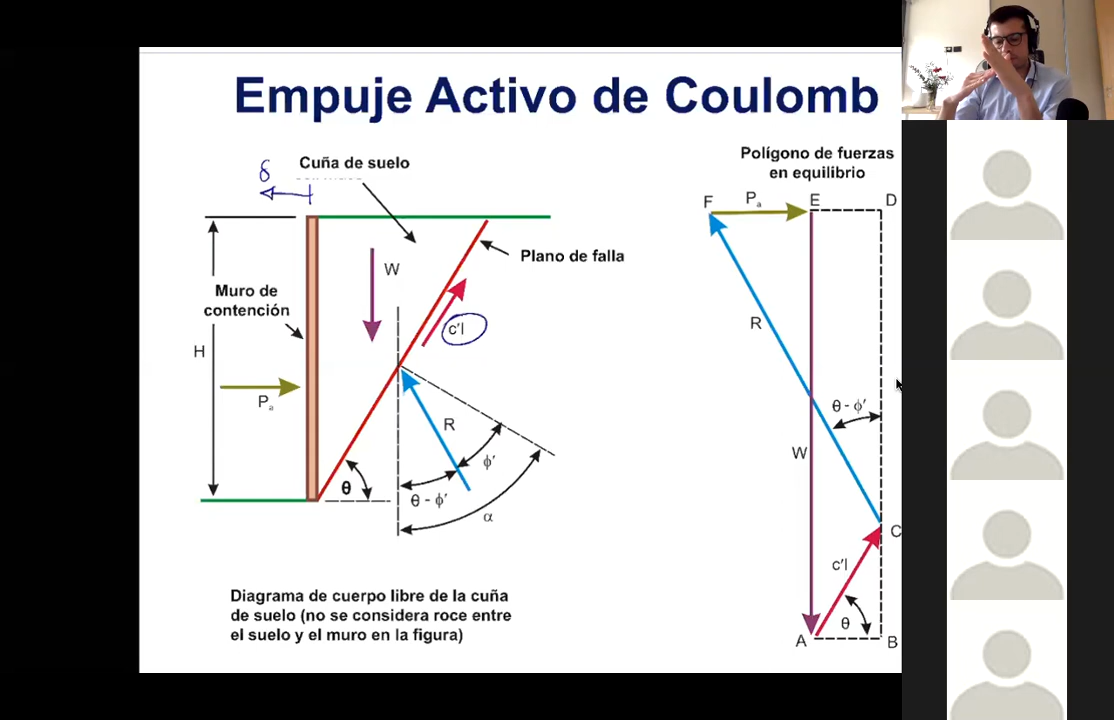 Empuje Activo de Coulomb
δ
Cuña de suelo
W
Plano de falla
Muro de
contención
c'l
H
Pa
R
ϕ'
θ
θ - ϕ'
α
Diagrama de cuerpo libre de la cuña
de suelo (no se considera roce entre
el suelo y el muro en la figura)
Polígono de fuerzas
en equilibrio
F
Pa
E
D
R
θ - ϕ'
W
C
c'l
θ
A
B